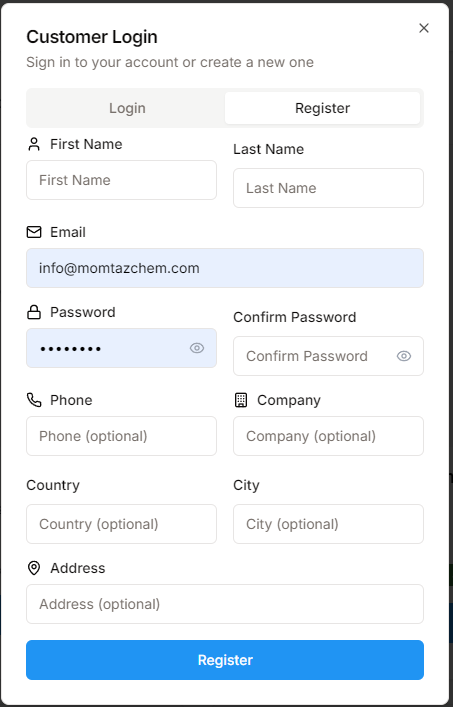 Customer Login
Sign in to your account or create a new one
Login Register
First Name Last Name
First Name Last Name
Email
info@momtazchem.com
Password Confirm Password
•••••••• Confirm Password
Phone Company
Phone (optional) Company (optional)
Country City
Country (optional) City (optional)
Address
Address (optional)
Register